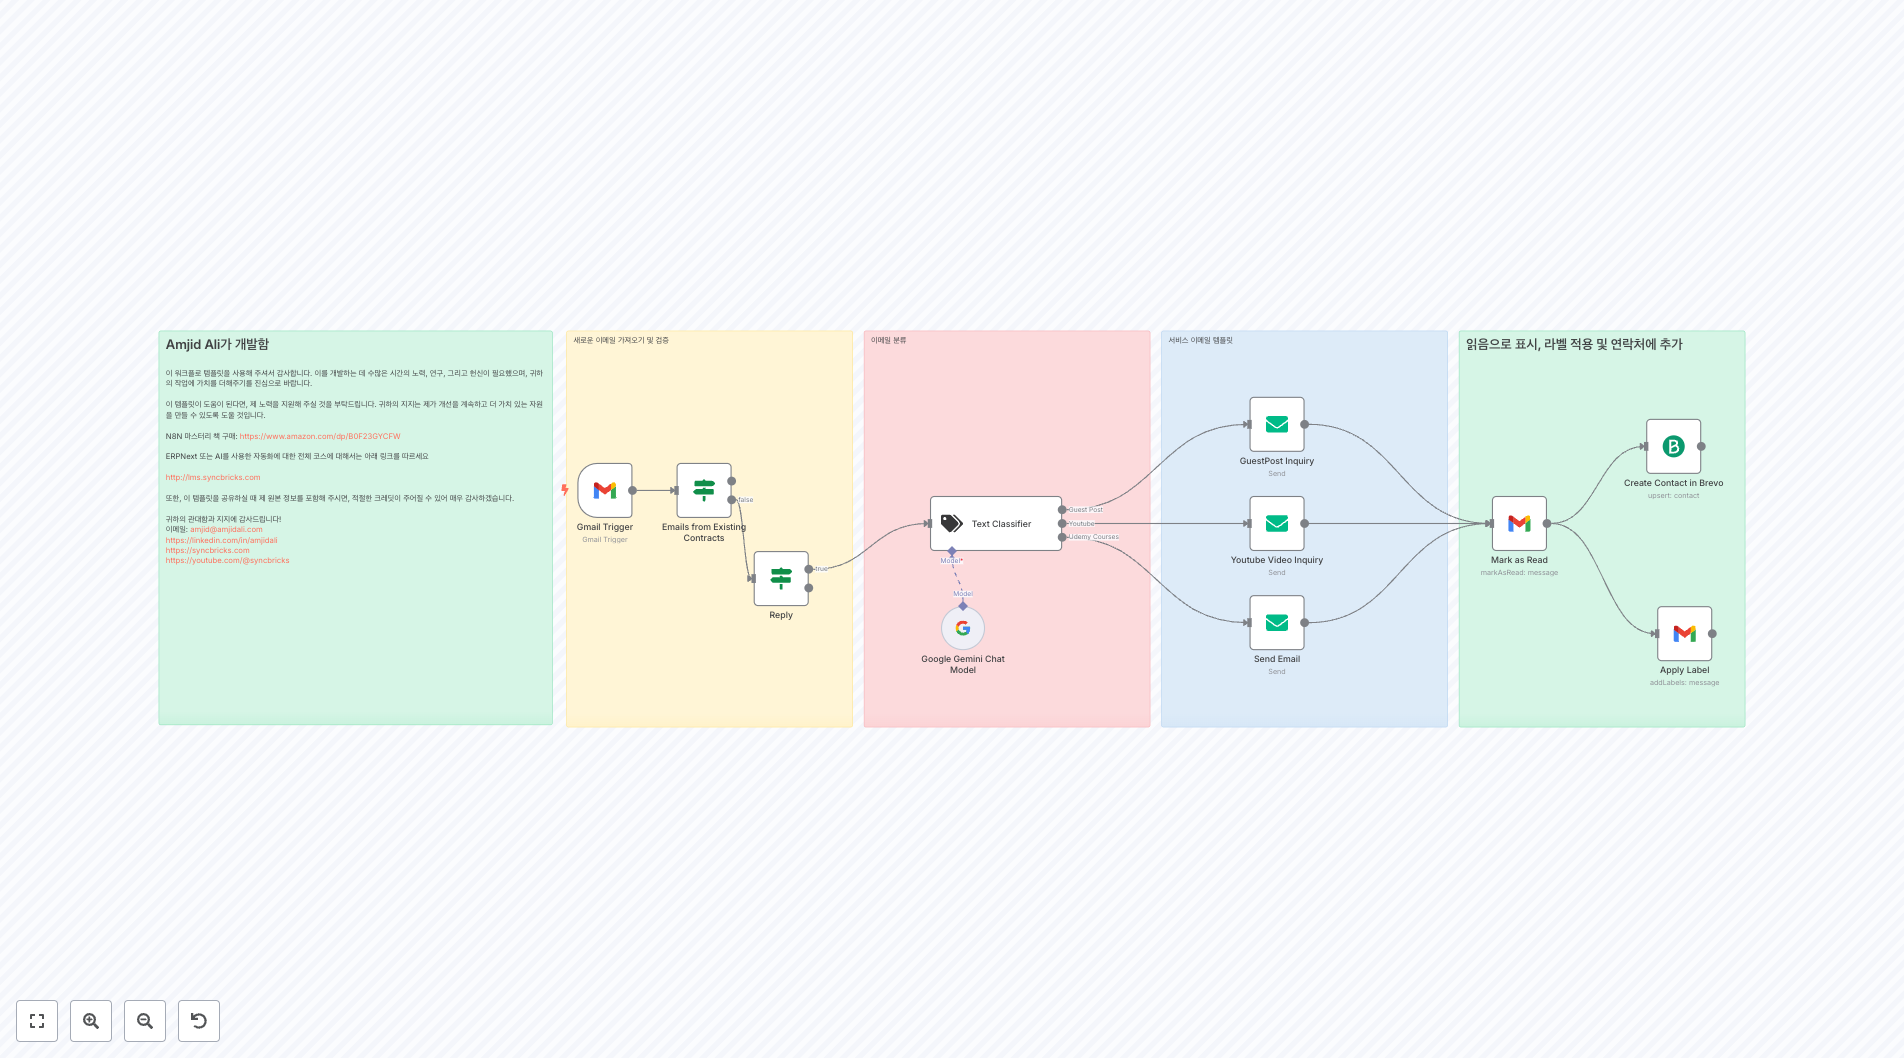 Amjid Ali가 개발함
이 워크플로 템플릿을 사용해 주셔서 감사합니다. 이를 개발하는 데 수많은 시간의 노력, 연구, 그리고 헌신이 필요했으며, 귀하
의 작업에 가치를 더해주기를 진심으로 바랍니다.
이 템플릿이 도움이 된다면, 제 노력을 지원해 주실 것을 부탁드립니다. 귀하의 지지는 제가 개선을 계속하고 더 가치 있는 자원
을 만들 수 있도록 도울 것입니다.
N8N 마스터리 책 구매: https://www.amazon.com/dp/B0F23GYCFW
ERPNext 또는 AI를 사용한 자동화에 대한 전체 코스에 대해서는 아래 링크를 따르세요
http://lms.syncbricks.com
또한, 이 템플릿을 공유하실 때 제 원본 정보를 포함해 주시면, 적절한 크레딧이 주어질 수 있어 매우 감사하겠습니다.
귀하의 관대함과 지지에 감사드립니다!
이메일: amjid@amjidali.com
https://linkedin.com/in/amjidali
https://syncbricks.com
https://youtube.com/@syncbricks
새로운 이메일 가져오기 및 검증
Gmail Trigger
Gmail Trigger
Emails from Existing
Contracts
false
Reply
true
이메일 분류
Text Classifier
Guest Post
Youtube
Udemy Courses
Model*
Model
Google Gemini Chat
Model
서비스 이메일 템플릿
GuestPost Inquiry
Send
Youtube Video Inquiry
Send
Send Email
Send
읽음으로 표시, 라벨 적용 및 연락처에 추가
Mark as Read
markAsRead: message
Create Contact in Brevo
upsert: contact
Apply Label
addLabels: message